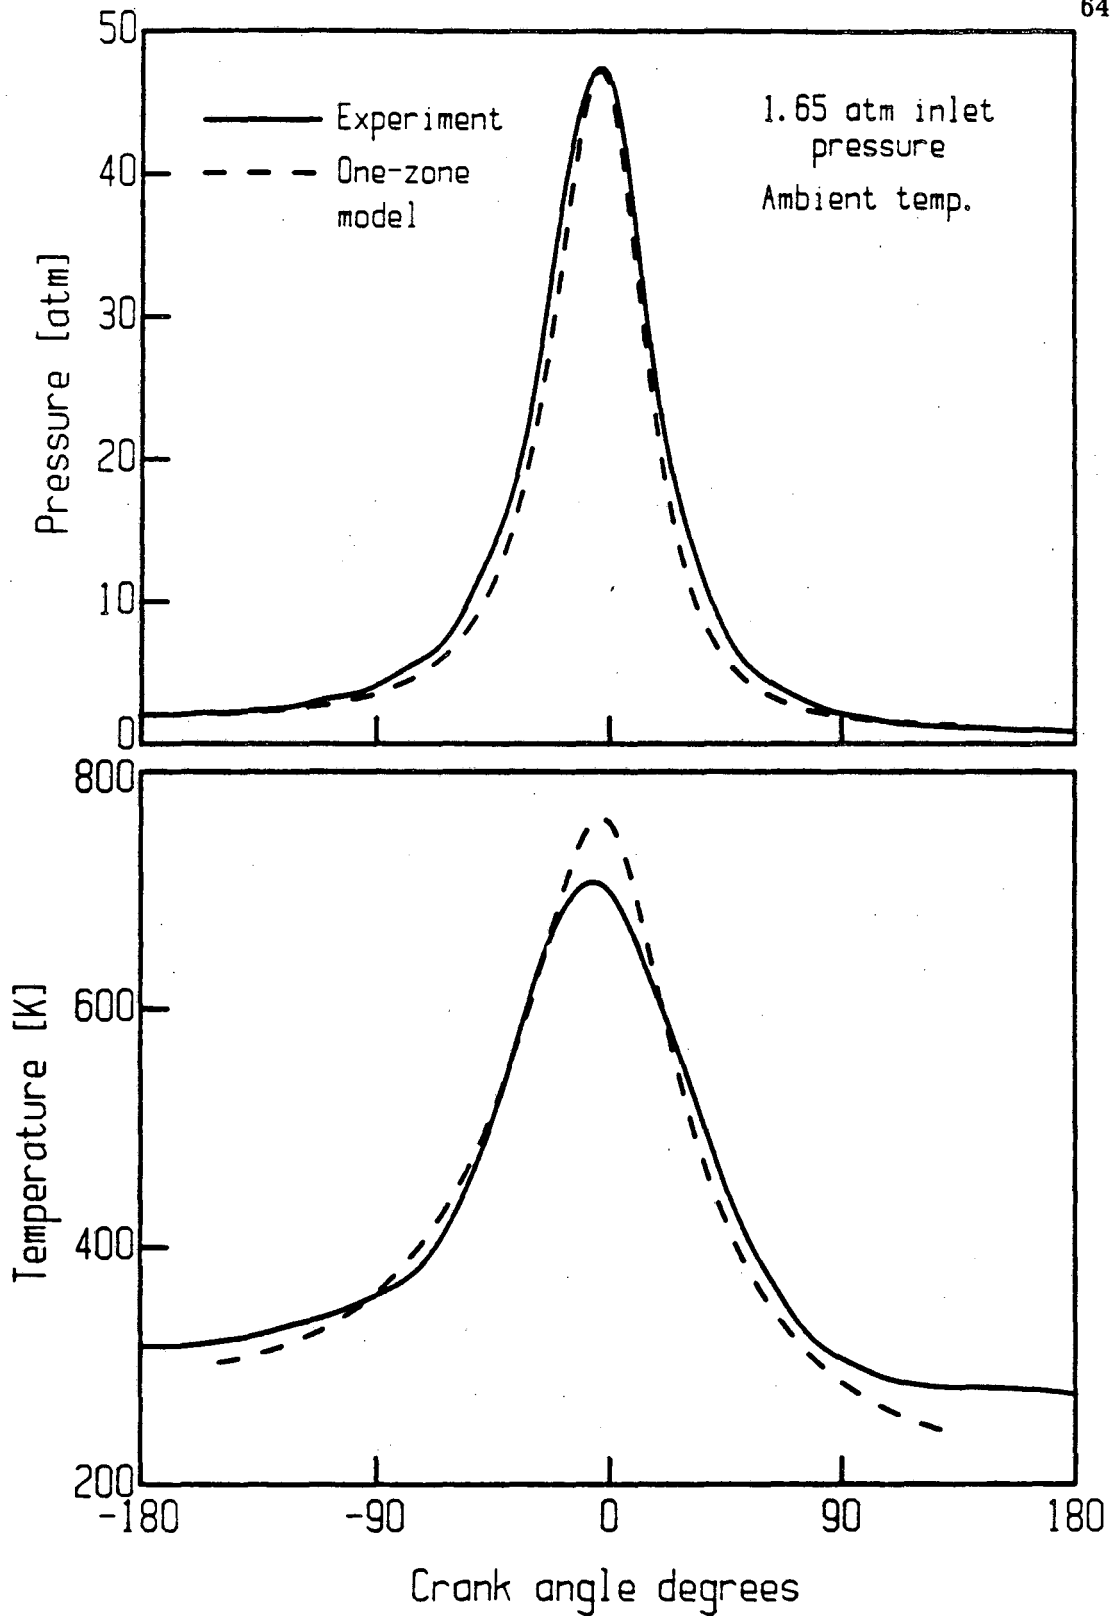 64
50
40
30
20
10
0
Pressure [atm]
Experiment
One-zone
model
1.65 atm inlet
pressure
Ambient temp.
800
600
400
200
Temperature [K]
-180
-90
0
90
180
Crank angle degrees